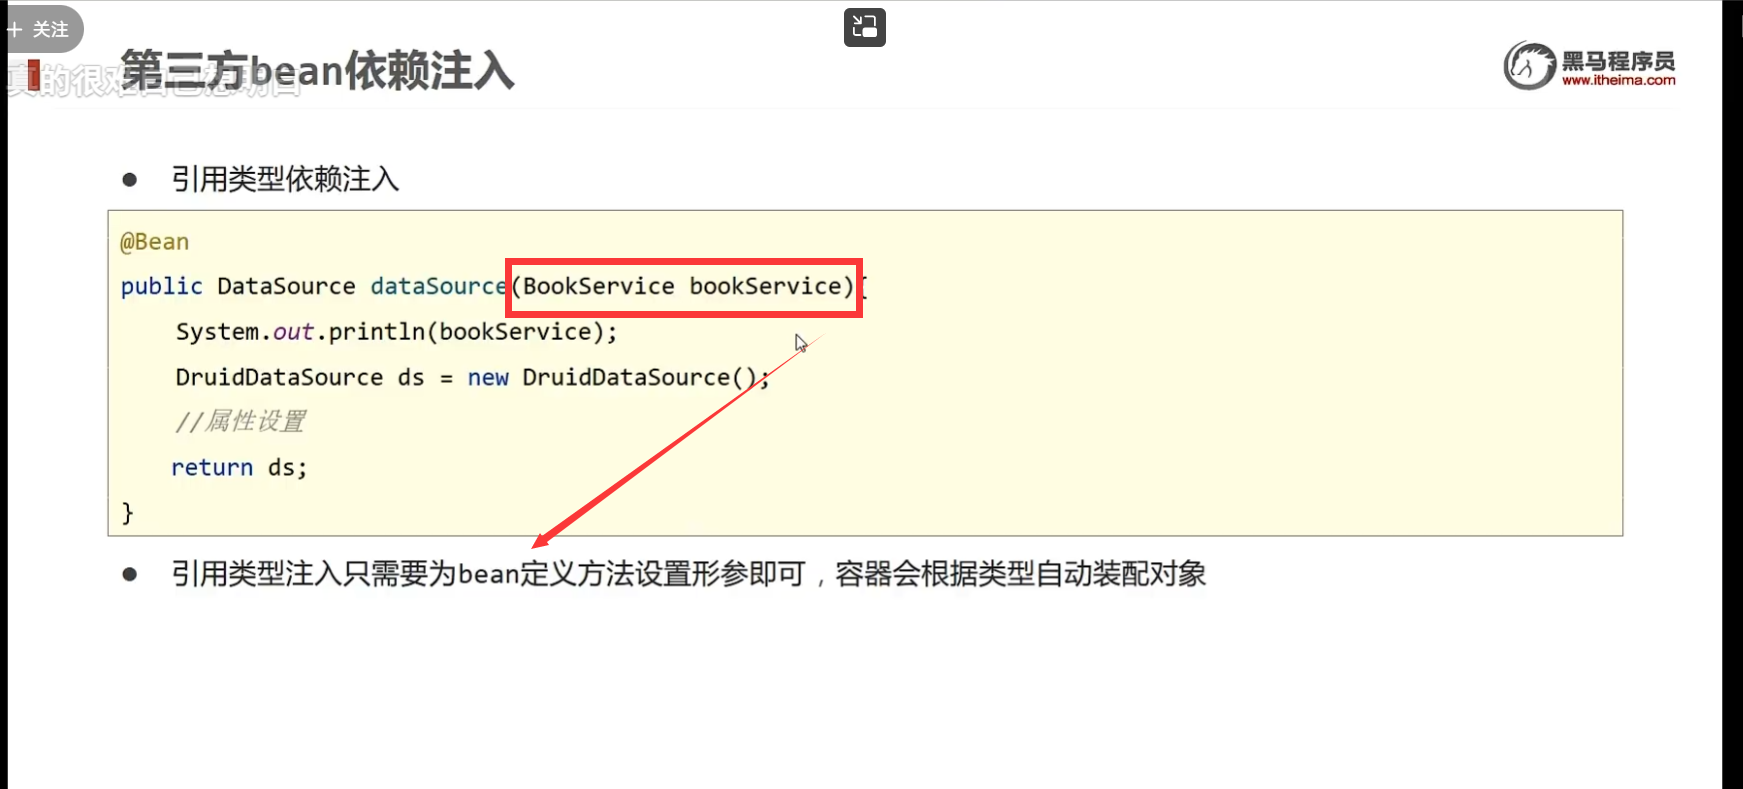 + 关注
第三方bean依赖注入
黑马程序员
www.itheima.com
● 引用类型依赖注入
@Bean
public DataSource dataSource(BookService bookService){
System.out.println(bookService);
DruidDataSource ds = new DruidDataSource();
//属性设置
return ds;
}
● 引用类型注入只需要为bean定义方法设置形参即可，容器会根据类型自动装配对象